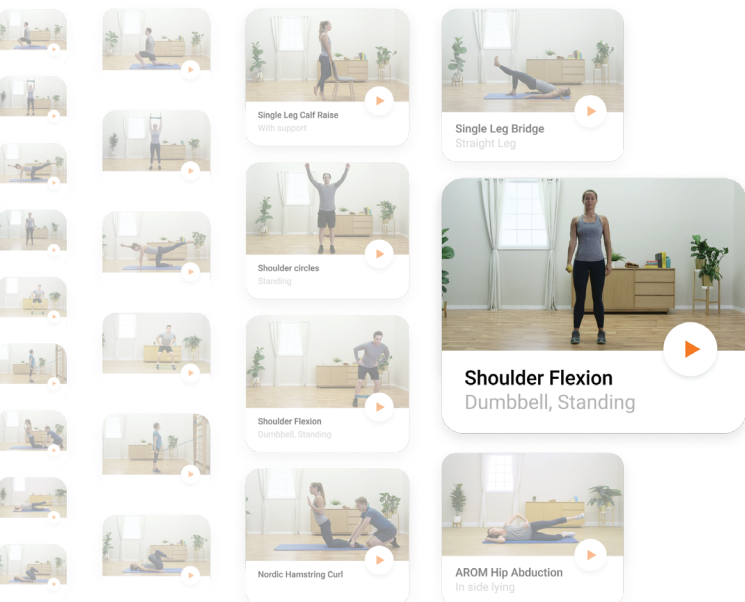 Single Leg Calf Raise
With support
Shoulder circles
Standing
Shoulder Flexion
Dumbbell, Standing
Nordic Hamstring Curl
Single Leg Bridge
Straight Leg
Shoulder Flexion
Dumbbell, Standing
AROM Hip Abduction
In side lying